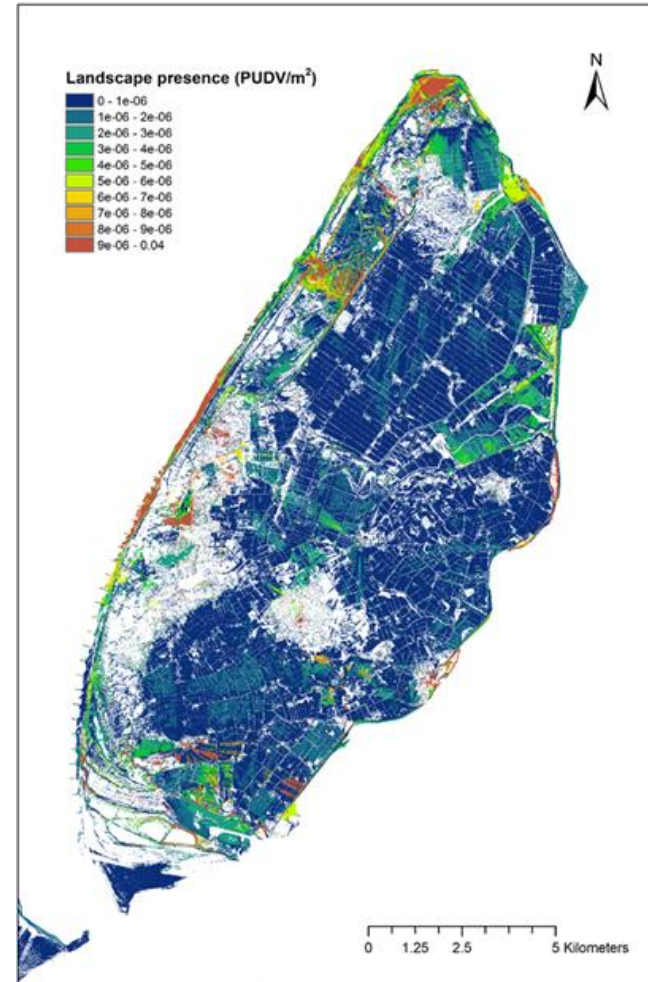 N
Landscape presence (PUDV/m²)
0 - 1e-06
1e-06 - 2e-06
2e-06 - 3e-06
3e-06 - 4e-06
4e-06 - 5e-06
5e-06 - 6e-06
6e-06 - 7e-06
7e-06 - 8e-06
8e-06 - 9e-06
9e-06 - 0.04
0 1.25 2.5 5 Kilometers